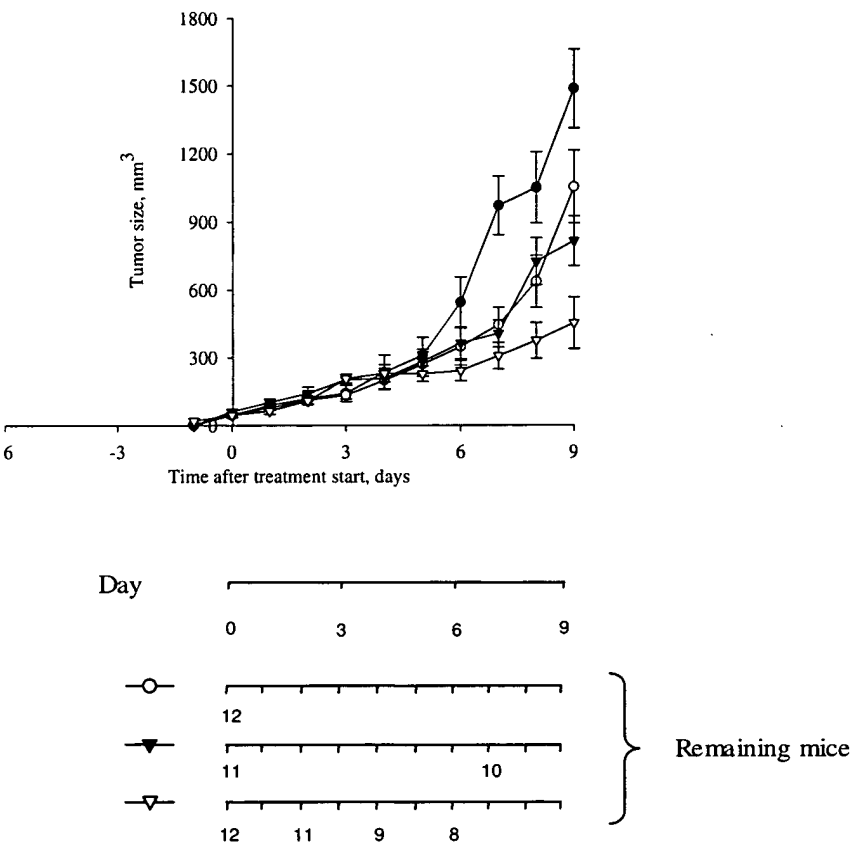 1800
1500
1200
900
600
300
0
Tumor size, mm³
6 -3 0 3 6 9
Time after treatment start, days
Day
0 3 6 9
12
11 10
12 11 9 8
Remaining mice